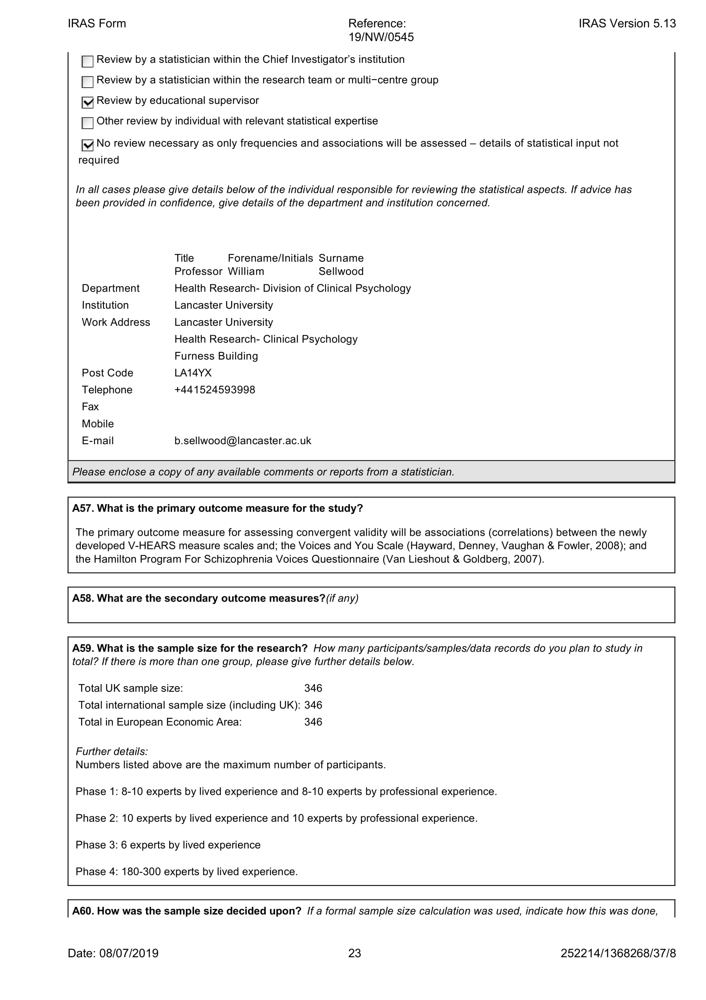 IRAS Form
Reference:
19/NW/0545
IRAS Version 5.13
Review by a statistician within the Chief Investigator's institution
Review by a statistician within the research team or multi−centre group
Review by educational supervisor
Other review by individual with relevant statistical expertise
No review necessary as only frequencies and associations will be assessed – details of statistical input not
required
In all cases please give details below of the individual responsible for reviewing the statistical aspects. If advice has
been provided in confidence, give details of the department and institution concerned.
Title Forename/Initials Surname
Professor William Sellwood
Department Health Research- Division of Clinical Psychology
Institution Lancaster University
Work Address Lancaster University
Health Research- Clinical Psychology
Furness Building
Post Code LA14YX
Telephone +441524593998
Fax
Mobile
E-mail b.sellwood@lancaster.ac.uk
Please enclose a copy of any available comments or reports from a statistician.
A57. What is the primary outcome measure for the study?
The primary outcome measure for assessing convergent validity will be associations (correlations) between the newly
developed V-HEARS measure scales and; the Voices and You Scale (Hayward, Denney, Vaughan & Fowler, 2008); and
the Hamilton Program For Schizophrenia Voices Questionnaire (Van Lieshout & Goldberg, 2007).
A58. What are the secondary outcome measures?(if any)
A59. What is the sample size for the research? How many participants/samples/data records do you plan to study in
total? If there is more than one group, please give further details below.
Total UK sample size: 346
Total international sample size (including UK): 346
Total in European Economic Area: 346
Further details:
Numbers listed above are the maximum number of participants.
Phase 1: 8-10 experts by lived experience and 8-10 experts by professional experience.
Phase 2: 10 experts by lived experience and 10 experts by professional experience.
Phase 3: 6 experts by lived experience
Phase 4: 180-300 experts by lived experience.
A60. How was the sample size decided upon? If a formal sample size calculation was used, indicate how this was done,
Date: 08/07/2019
23
252214/1368268/37/8